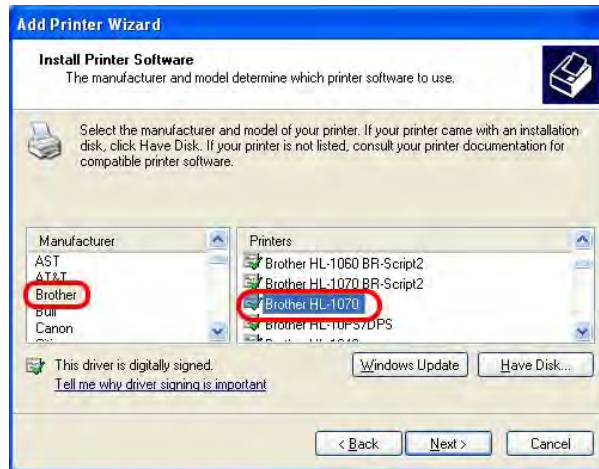 Add Printer Wizard
Install Printer Software
The manufacturer and model determine which printer software to use.
Select the manufacturer and model of your printer. If your printer came with an installation
disk, click Have Disk. If your printer is not listed, consult your printer documentation for
compatible printer software.
Manufacturer
AST
AT&T
Brother
Bull
Canon
Printers
Brother HL-1060 BR-Script2
Brother HL-1070 BR-Script2
Brother HL-1070
Brother HL-10PS7DPS
This driver is digitally signed.
Tell me why driver signing is important
Windows Update
Have Disk...
< Back
Next >
Cancel